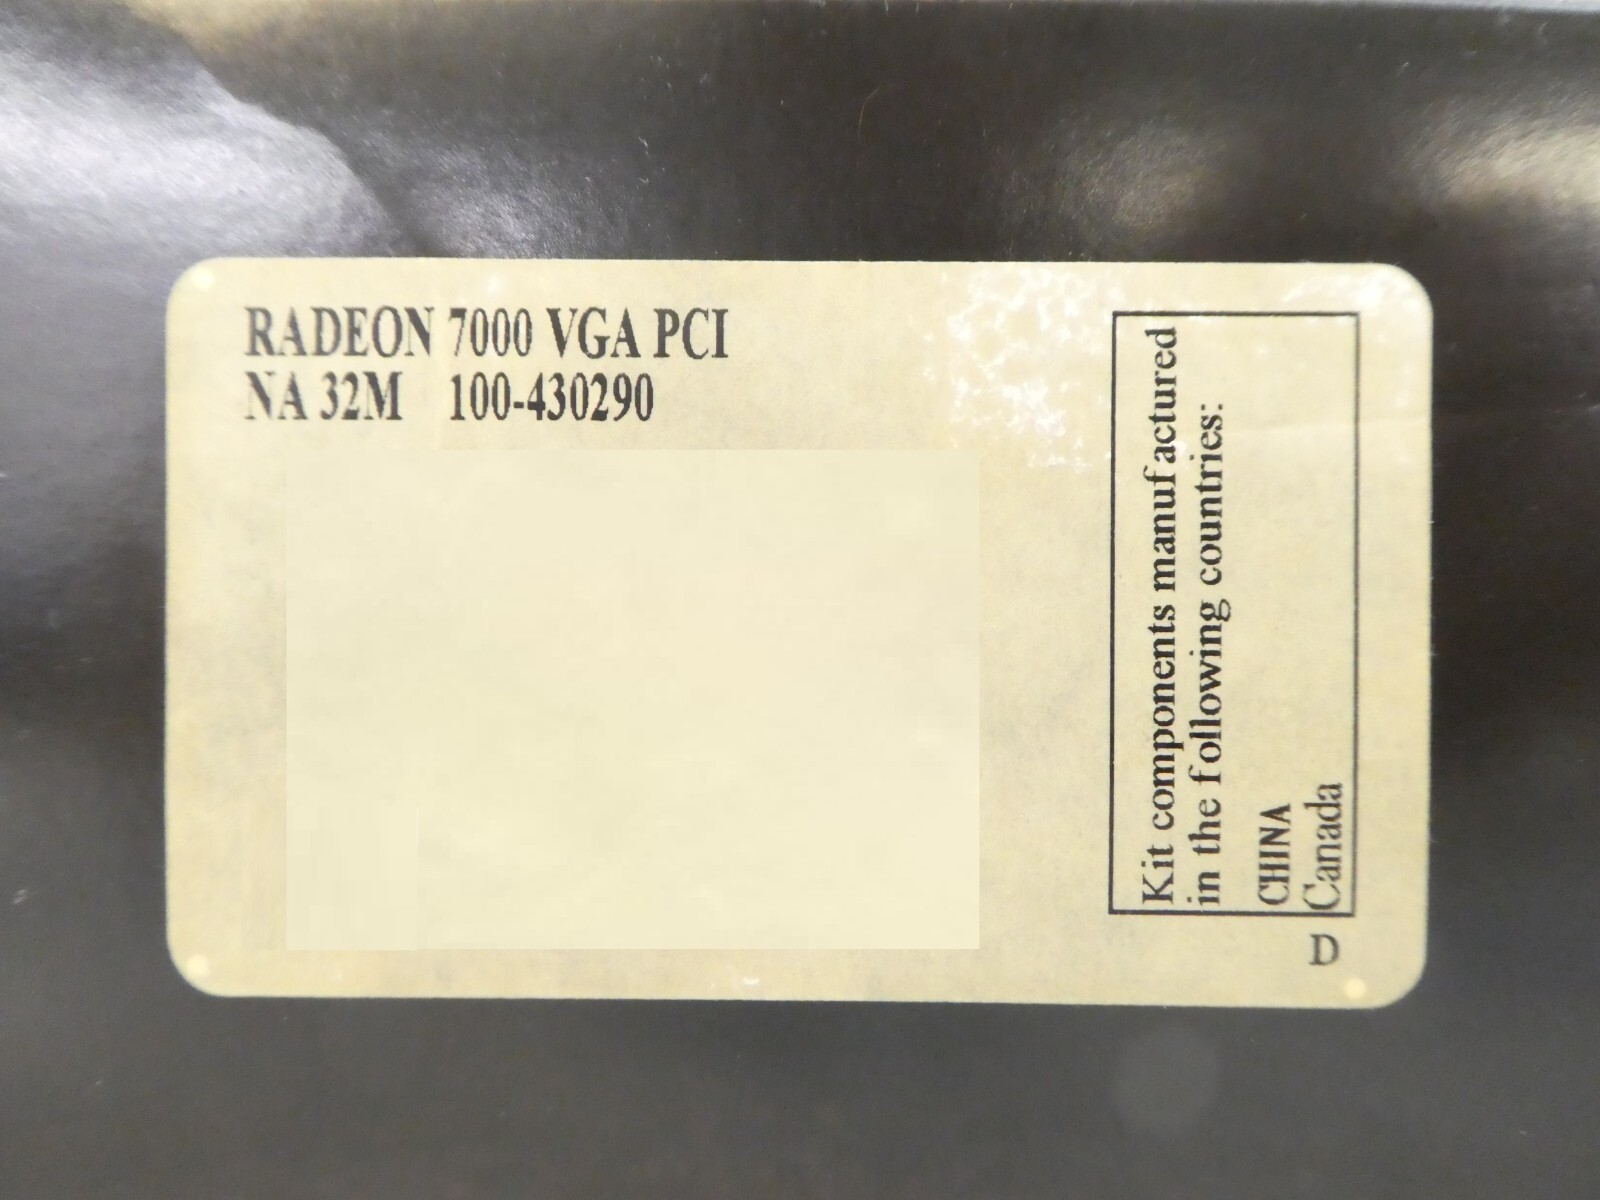 RADEON 7000 VGA PCI
NA 32M 100-430290
Kit components manufactured
in the following countries:
CHINA
Canada
D